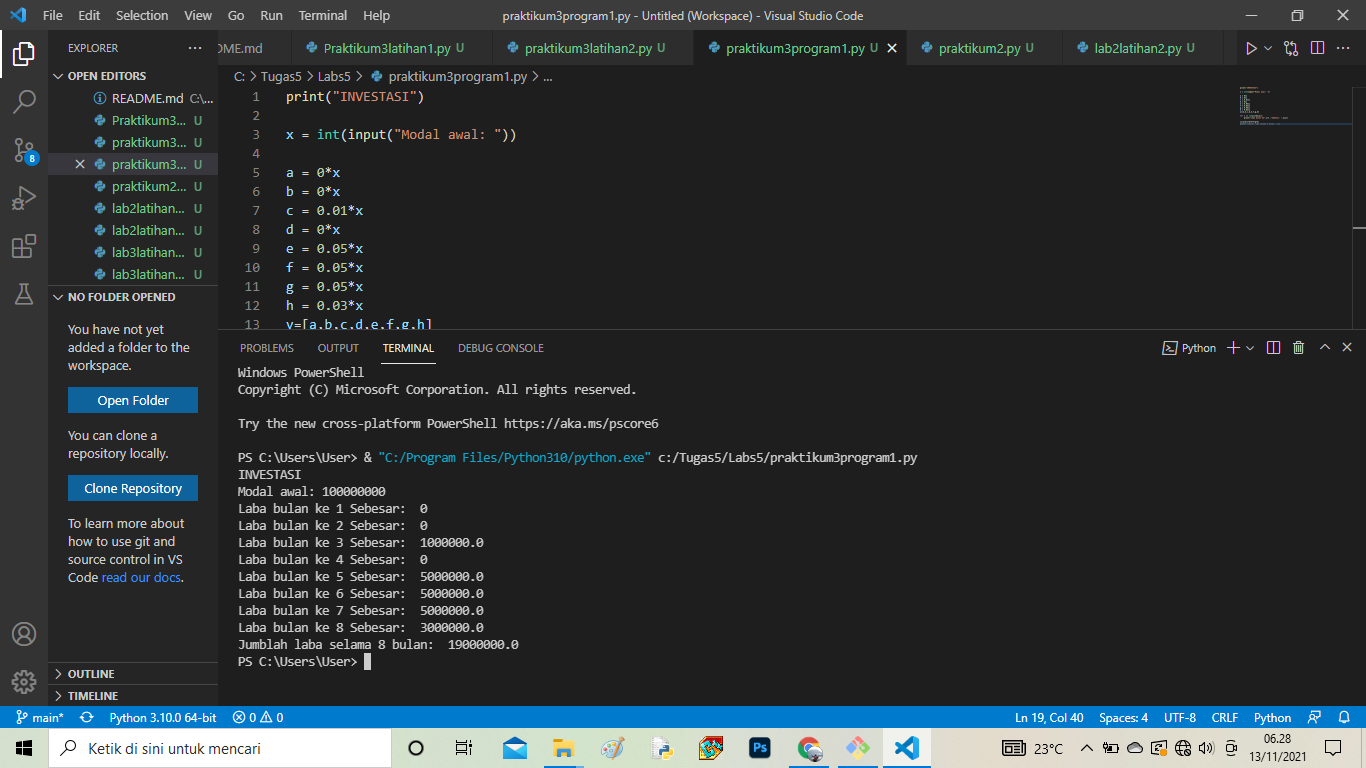 File Edit Selection View Go Run Terminal Help praktikum3program1.py - Untitled (Workspace) - Visual Studio Code
EXPLORER
OPEN EDITORS
README.md C:\...
Praktikum3... U
praktikum3... U
praktikum3... U
praktikum2... U
lab2latihan... U
lab2latihan... U
lab3latihan... U
lab3latihan... U
NO FOLDER OPENED
You have not yet
added a folder to the
workspace.
Open Folder
You can clone a
repository locally.
Clone Repository
To learn more about
how to use git and
source control in VS
Code read our docs.
OUTLINE
TIMELINE
8
DME.md Praktikum3latihan1.py U praktikum3latihan2.py U praktikum3program1.py U praktikum2.py U lab2latihan2.py U
C: > Tugas5 > Labs5 > praktikum3program1.py > ...
1 print("INVESTASI")
2
3 x = int(input("Modal awal: "))
4
5 a = 0*x
6 b = 0*x
7 c = 0.01*x
8 d = 0*x
9 e = 0.05*x
10 f = 0.05*x
11 g = 0.05*x
12 h = 0.03*x
13 y=[a,b,c,d,e,f,g,h]
PROBLEMS OUTPUT TERMINAL DEBUG CONSOLE Python
Windows PowerShell
Copyright (C) Microsoft Corporation. All rights reserved.
Try the new cross-platform PowerShell https://aka.ms/pscore6
PS C:\Users\User> & "C:/Program Files/Python310/python.exe" c:/Tugas5/Labs5/praktikum3program1.py
INVESTASI
Modal awal: 100000000
Laba bulan ke 1 Sebesar:  0
Laba bulan ke 2 Sebesar:  0
Laba bulan ke 3 Sebesar:  1000000.0
Laba bulan ke 4 Sebesar:  0
Laba bulan ke 5 Sebesar:  5000000.0
Laba bulan ke 6 Sebesar:  5000000.0
Laba bulan ke 7 Sebesar:  5000000.0
Laba bulan ke 8 Sebesar:  3000000.0
Jumblah laba selama 8 bulan:  19000000.0
PS C:\Users\User>
main* Python 3.10.0 64-bit 0 0 Ln 19, Col 40 Spaces: 4 UTF-8 CRLF Python
Ketik di sini untuk mencari
Ps
23°C
06.28
13/11/2021